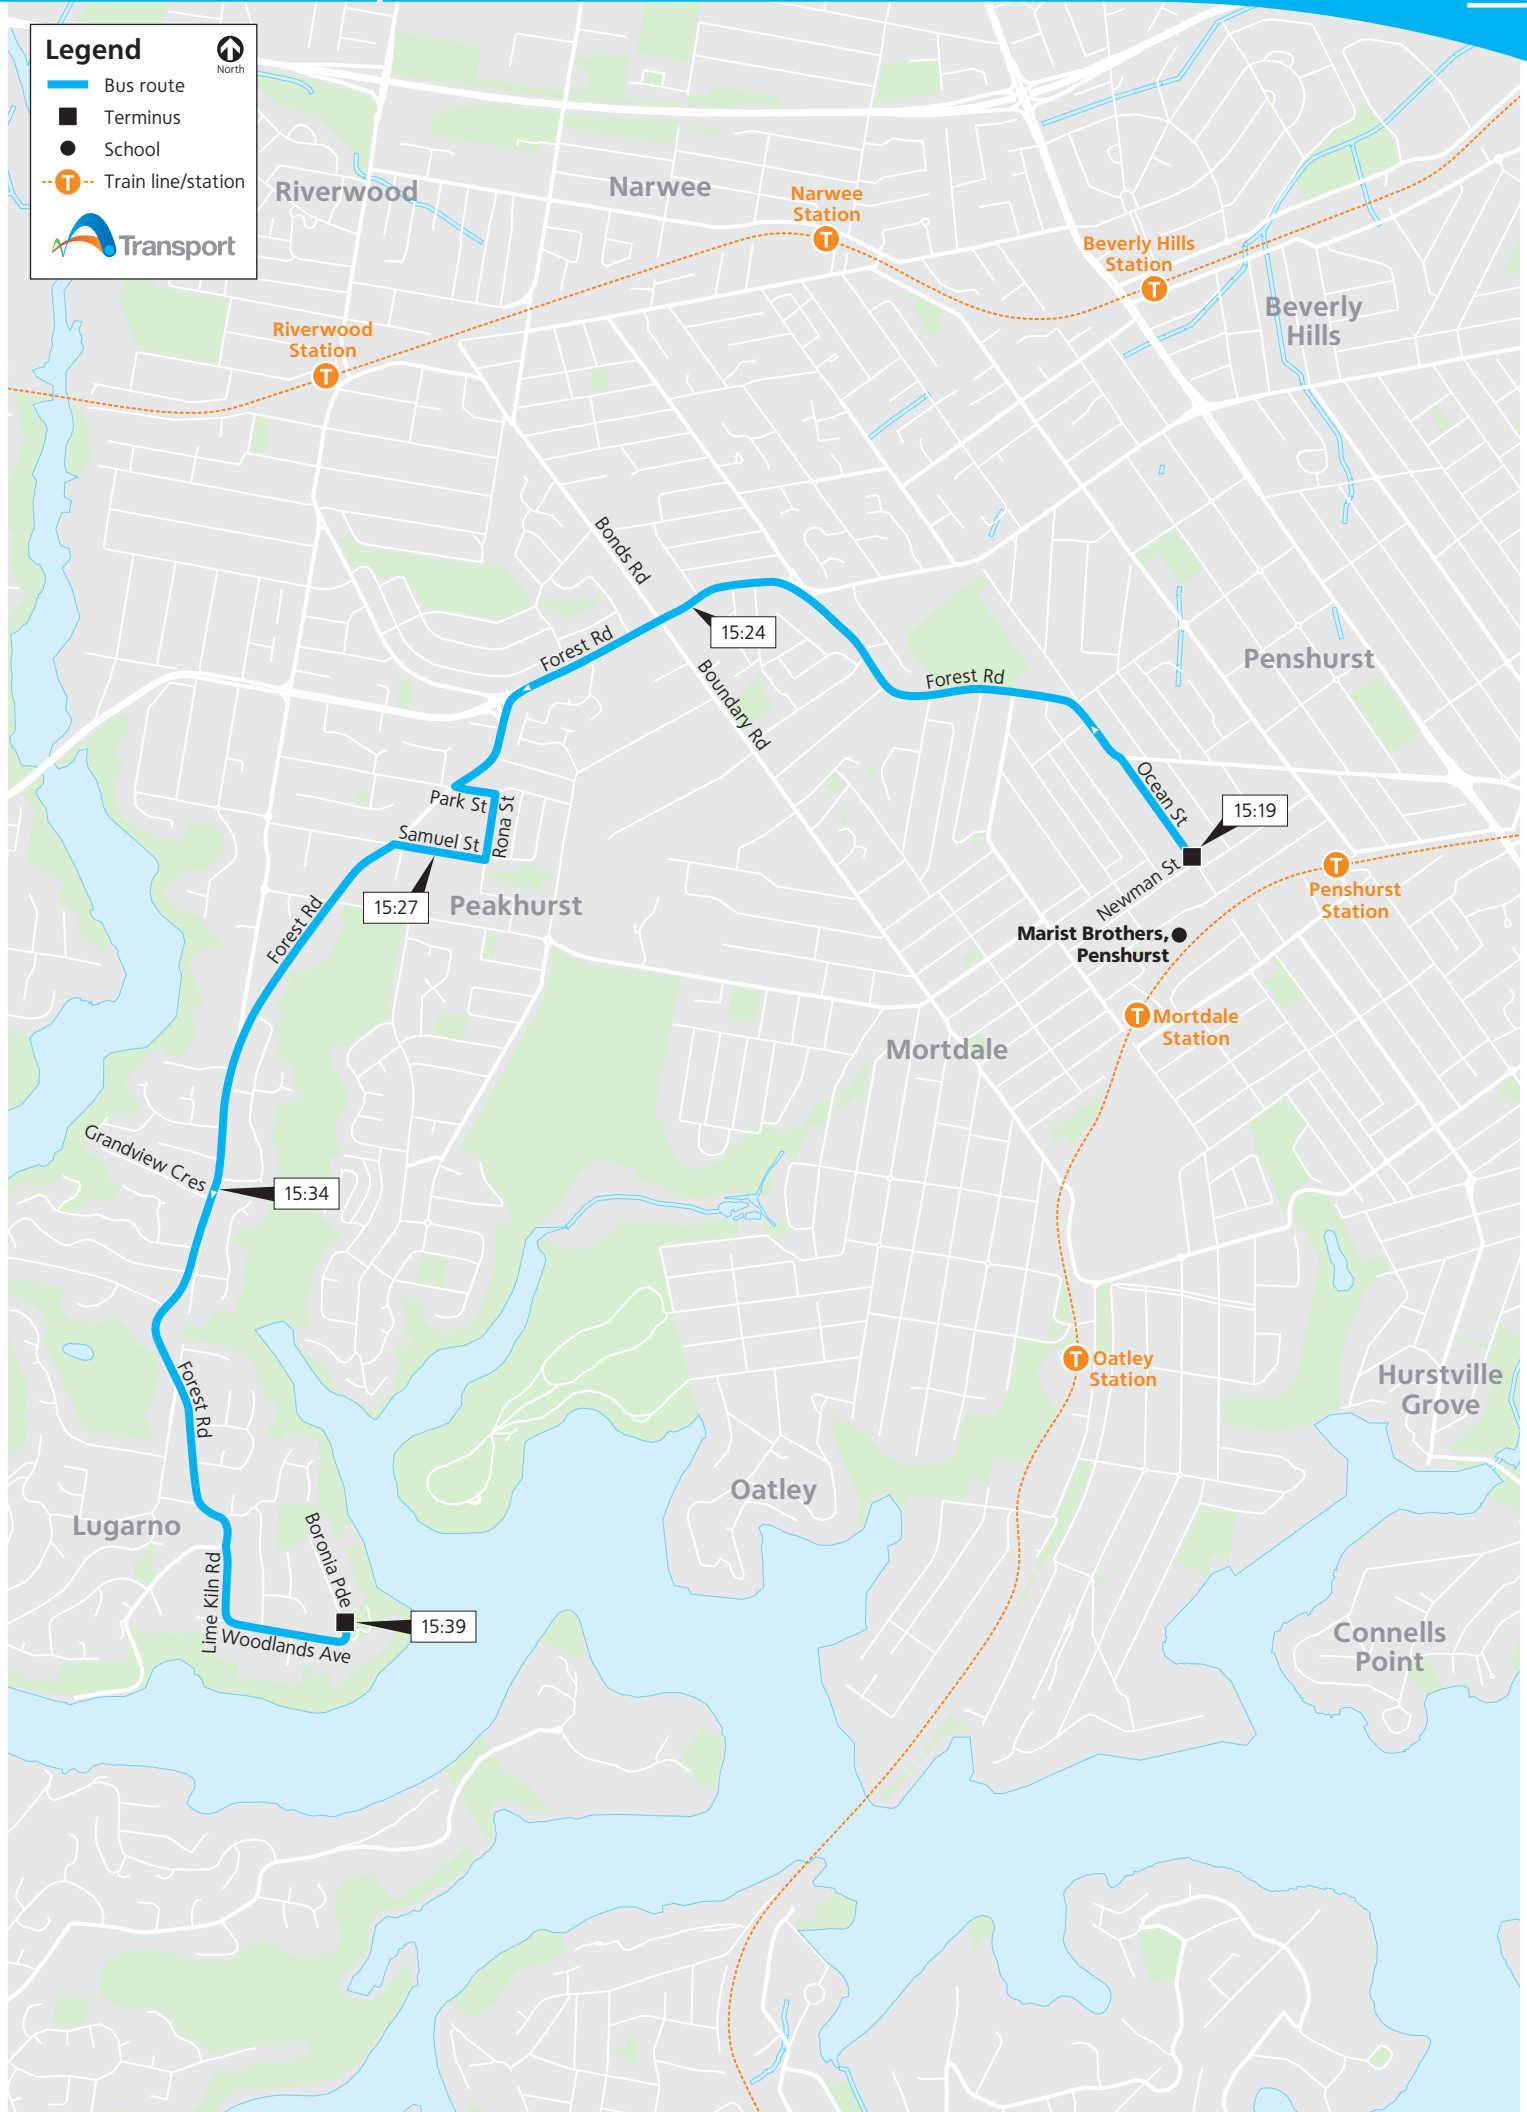 Legend
North
Bus route
Terminus
School
T
Train line/station
Transport
Riverwood
Narwee
Narwee
Station
T
Beverly Hills
Station
T
Beverly
Hills
Riverwood
Station
T
Bonds Rd
15:24
Forest Rd
Boundary Rd
Forest Rd
Penshurst
Ocean St
15:19
Park St
Rona St
Samuel St
15:27
Peakhurst
Newman St
T
Penshurst
Station
Marist Brothers,
Penshurst
Forest Rd
T
Mortdale
Station
Mortdale
Grandview Cres
15:34
T
Oatley
Station
Hurstville
Grove
Forest Rd
Oatley
Lugarno
Boronia Pde
Lime Kiln Rd
15:39
Woodlands Ave
Connells
Point